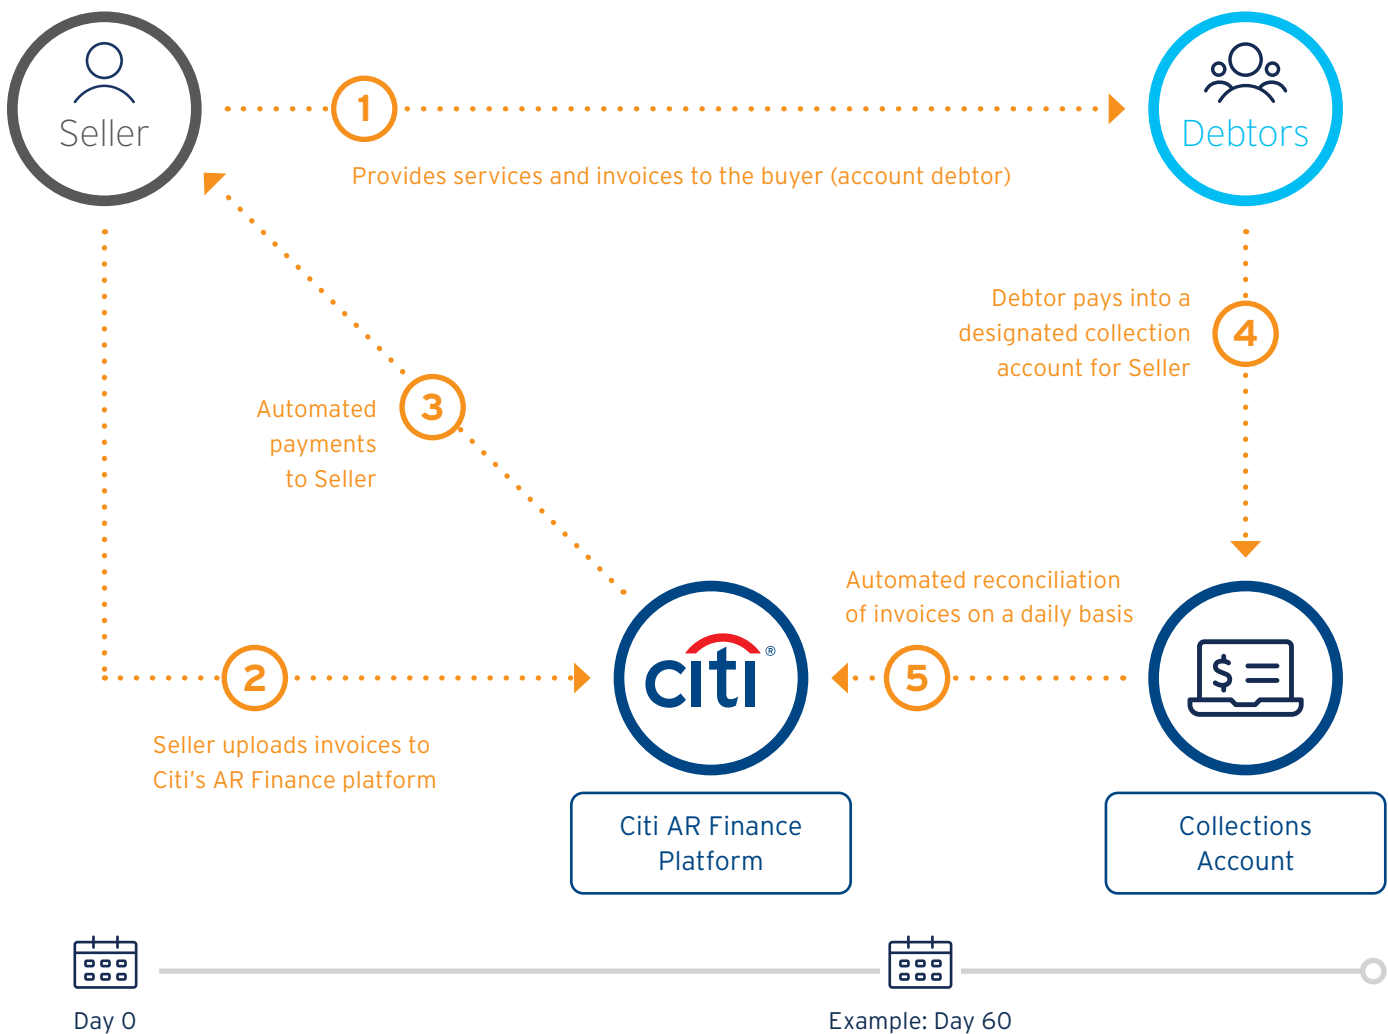 Seller
1
Debtors
Provides services and invoices to the buyer (account debtor)
Debtor pays into a
designated collection
account for Seller
4
3
Automated
payments
to Seller
Automated reconciliation
of invoices on a daily basis
2
citi®
5
$
Seller uploads invoices to
Citi’s AR Finance platform
Citi AR Finance
Platform
Collections
Account
Day 0
Example: Day 60